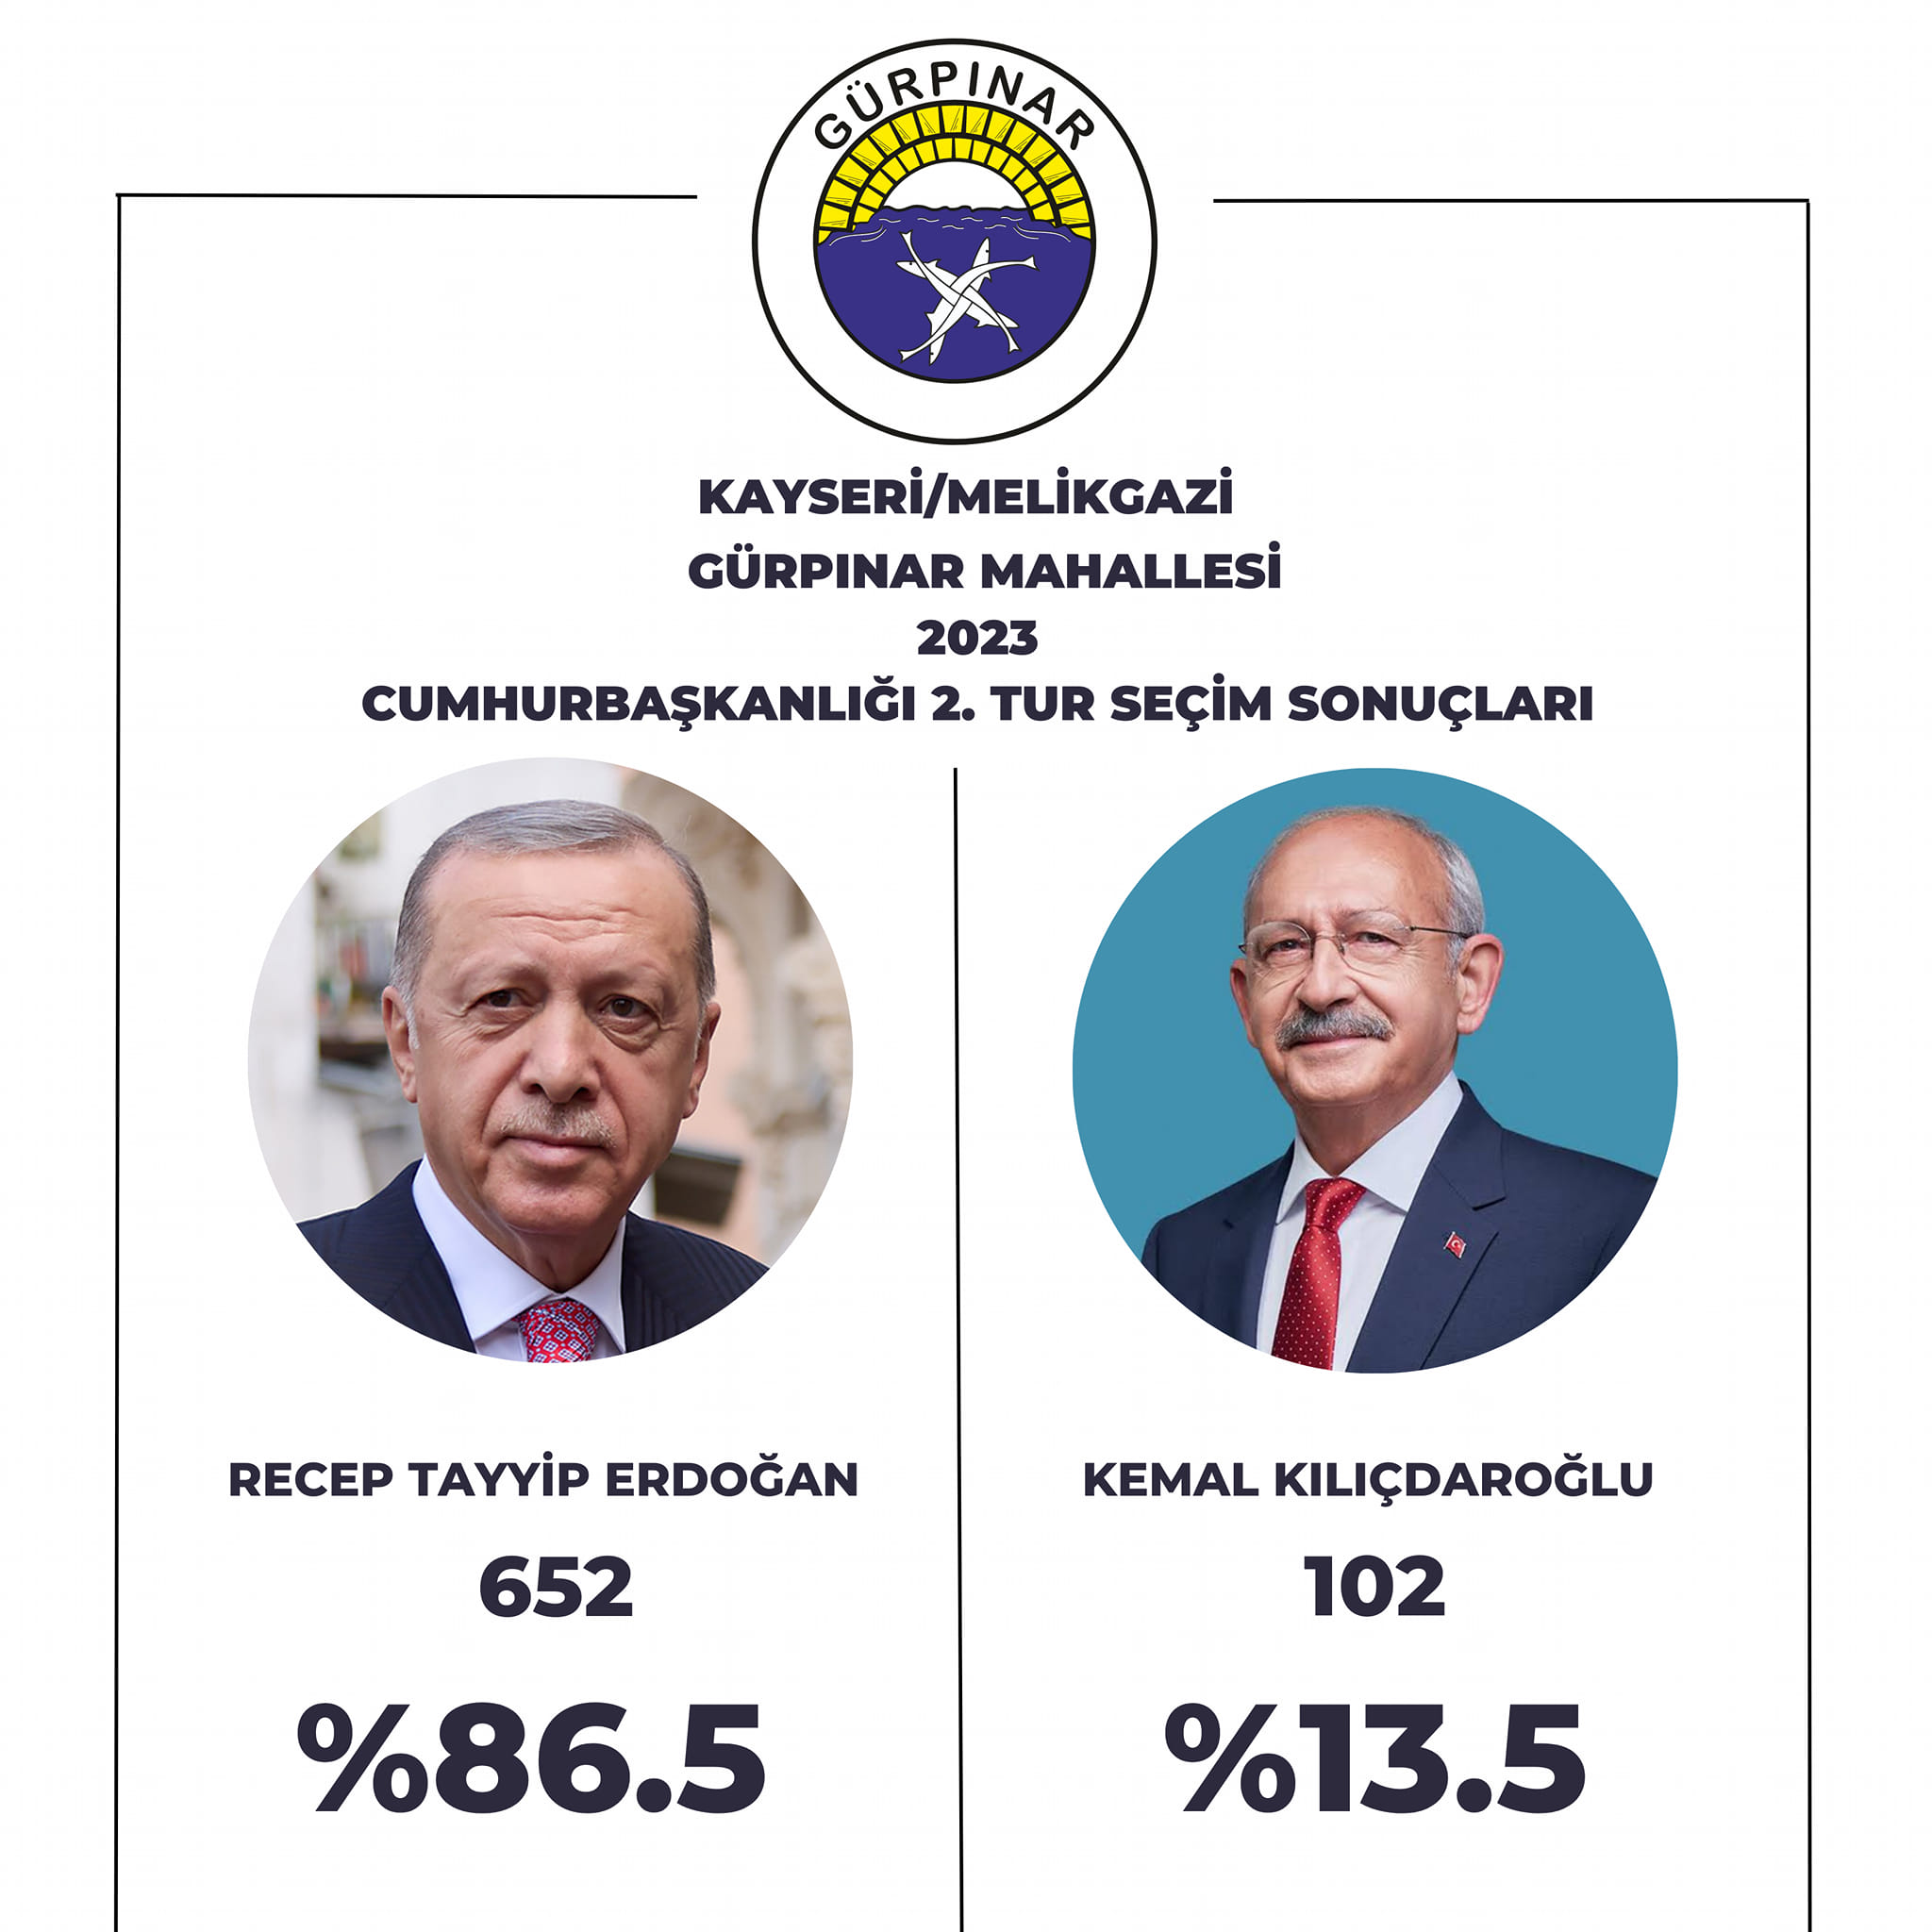 GÜRPINAR
KAYSERİ/MELİKGAZİ
GÜRPINAR MAHALLESİ
2023
CUMHURBAŞKANLIĞI 2. TUR SEÇİM SONUÇLARI
RECEP TAYYİP ERDOĞAN
652
%86.5
KEMAL KILIÇDAROĞLU
102
%13.5